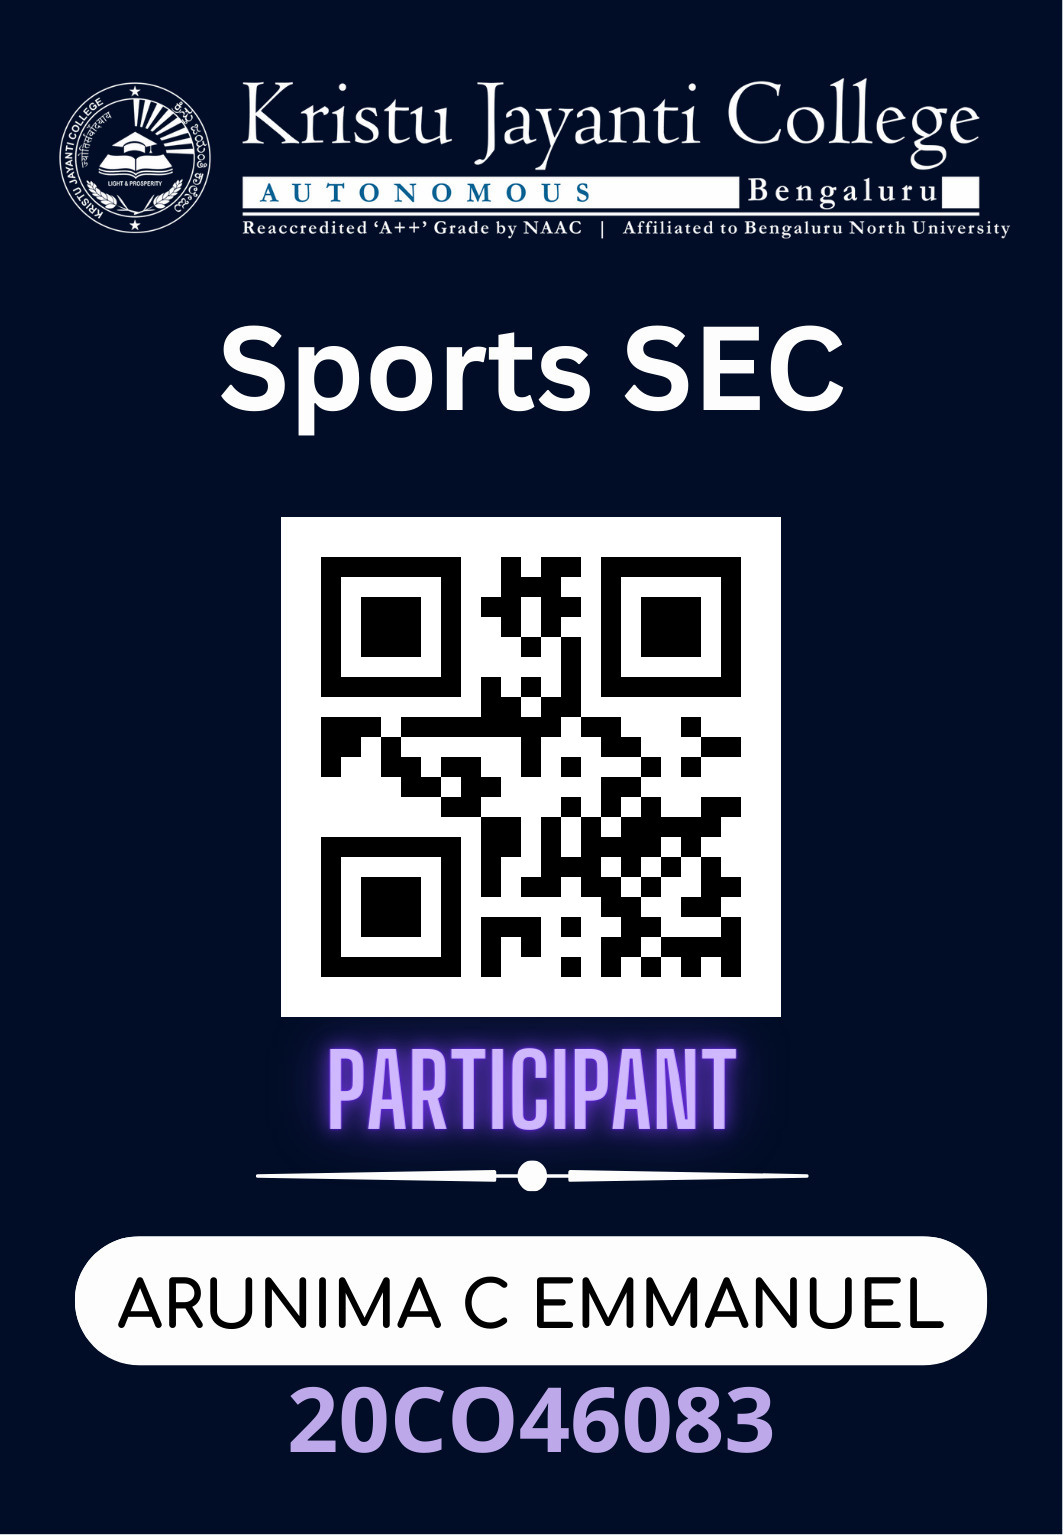 Kristu Jayanti College
AUTONOMOUS Bengaluru
Reaccredited ‘A++’ Grade by NAAC | Affiliated to Bengaluru North University
KRISTU JAYANTI COLLEGE
LIGHT & PROSPERITY
Sports SEC
PARTICIPANT
ARUNIMA C EMMANUEL
20CO46083